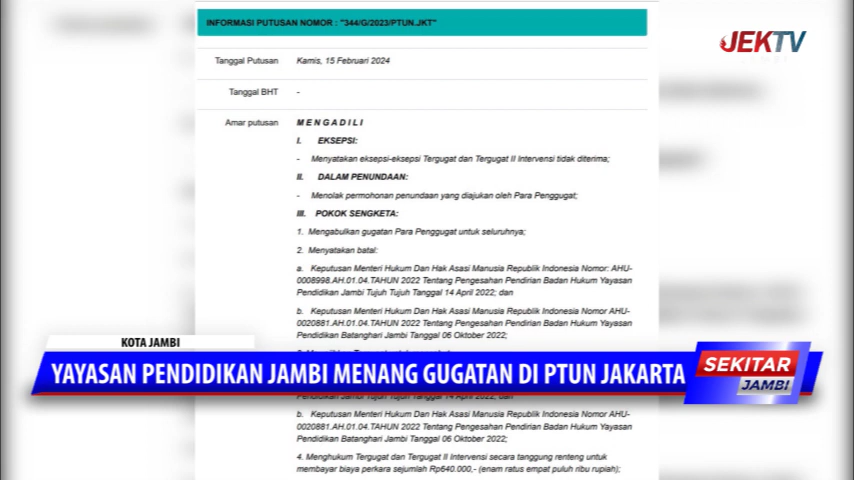 INFORMASI PUTUSAN NOMOR : "344/G/2023/PTUN.JKT"
JEKTV
Tanggal Putusan Kamis, 15 Februari 2024
Tanggal BHT -
Amar putusan M E N G A D I L I
I. EKSEPSI:
- Menyatakan eksepsi-eksepsi Tergugat dan Tergugat II Intervensi tidak diterima;
II. DALAM PENUNDAAN:
- Menolak permohonan penundaan yang diajukan oleh Para Penggugat;
III. POKOK SENGKETA:
1. Mengabulkan gugatan Para Penggugat untuk seluruhnya;
2. Menyatakan batal:
a. Keputusan Menteri Hukum Dan Hak Asasi Manusia Republik Indonesia Nomor: AHU-
0008998.AH.01.04.TAHUN 2022 Tentang Pengesahan Pendirian Badan Hukum Yayasan
Pendidikan Jambi Tujuh Tujuh Tanggal 14 April 2022; dan
b. Keputusan Menteri Hukum Dan Hak Asasi Manusia Republik Indonesia Nomor AHU-
0020881.AH.01.04.TAHUN 2022 Tentang Pengesahan Pendirian Badan Hukum Yayasan
Pendidikan Batanghari Jambi Tanggal 06 Oktober 2022;
KOTA JAMBI
YAYASAN PENDIDIKAN JAMBI MENANG GUGATAN DI PTUN JAKARTA
SEKITAR
JAMBI
Pendidikan Jambi Tujuh Tujuh Tanggal 14 April 2022; dan
b. Keputusan Menteri Hukum Dan Hak Asasi Manusia Republik Indonesia Nomor AHU-
0020881.AH.01.04.TAHUN 2022 Tentang Pengesahan Pendirian Badan Hukum Yayasan
Pendidikan Batanghari Jambi Tanggal 06 Oktober 2022;
4. Menghukum Tergugat dan Tergugat II Intervensi secara tanggung renteng untuk
membayar biaya perkara sejumlah Rp640.000,- (enam ratus empat puluh ribu rupiah);